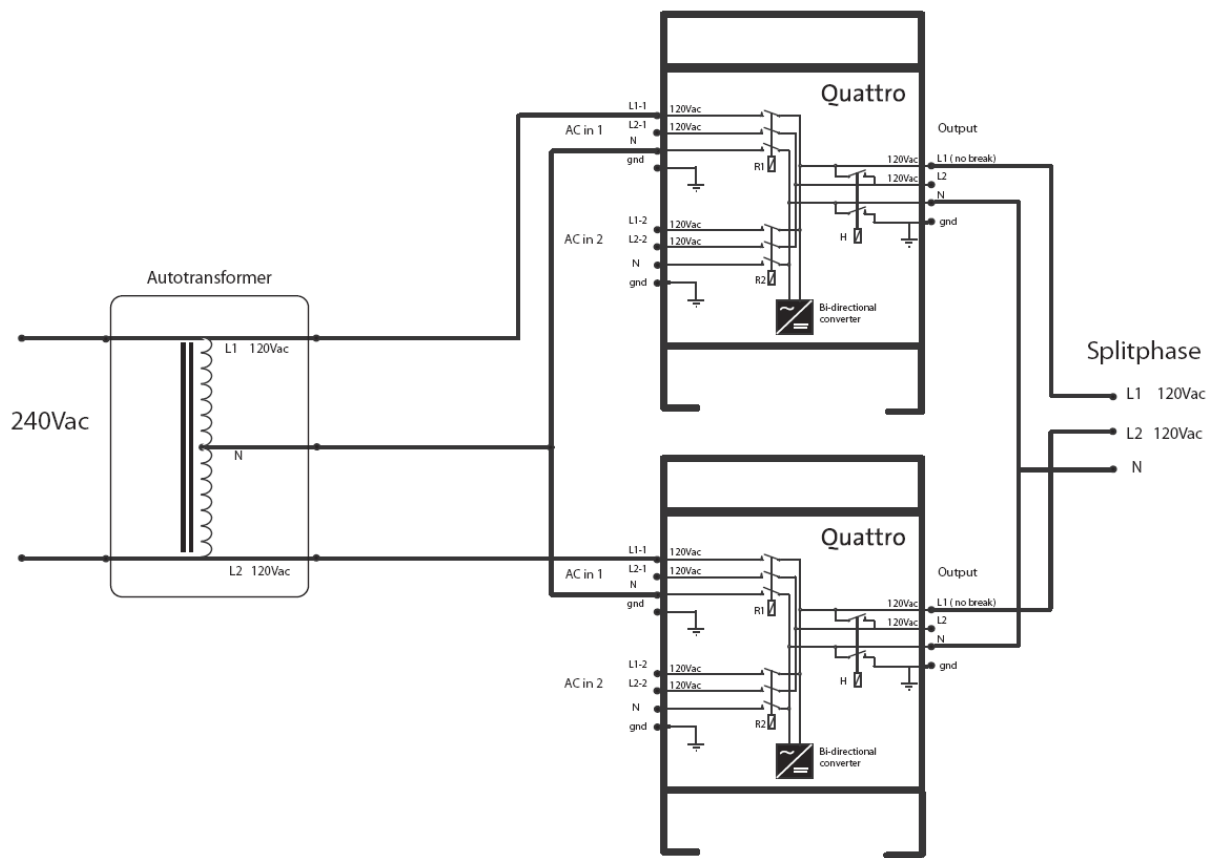 Quattro
L1-1 120Vac
AC in 1
L2-1 120Vac
N
gnd
R1
Output
120Vac L1 ( no break)
120Vac L2
N
gnd
H
L1-2 120Vac
AC in 2
L2-2 120Vac
N
gnd
R2
Bi-directional
converter
Autotransformer
L1 120Vac
240Vac
N
L2 120Vac
Splitphase
L1 120Vac
L2 120Vac
N
Quattro
L1-1 120Vac
AC in 1
L2-1 120Vac
N
gnd
R1
Output
120Vac L1 ( no break)
120Vac L2
N
gnd
H
L1-2 120Vac
AC in 2
L2-2 120Vac
N
gnd
R2
Bi-directional
converter